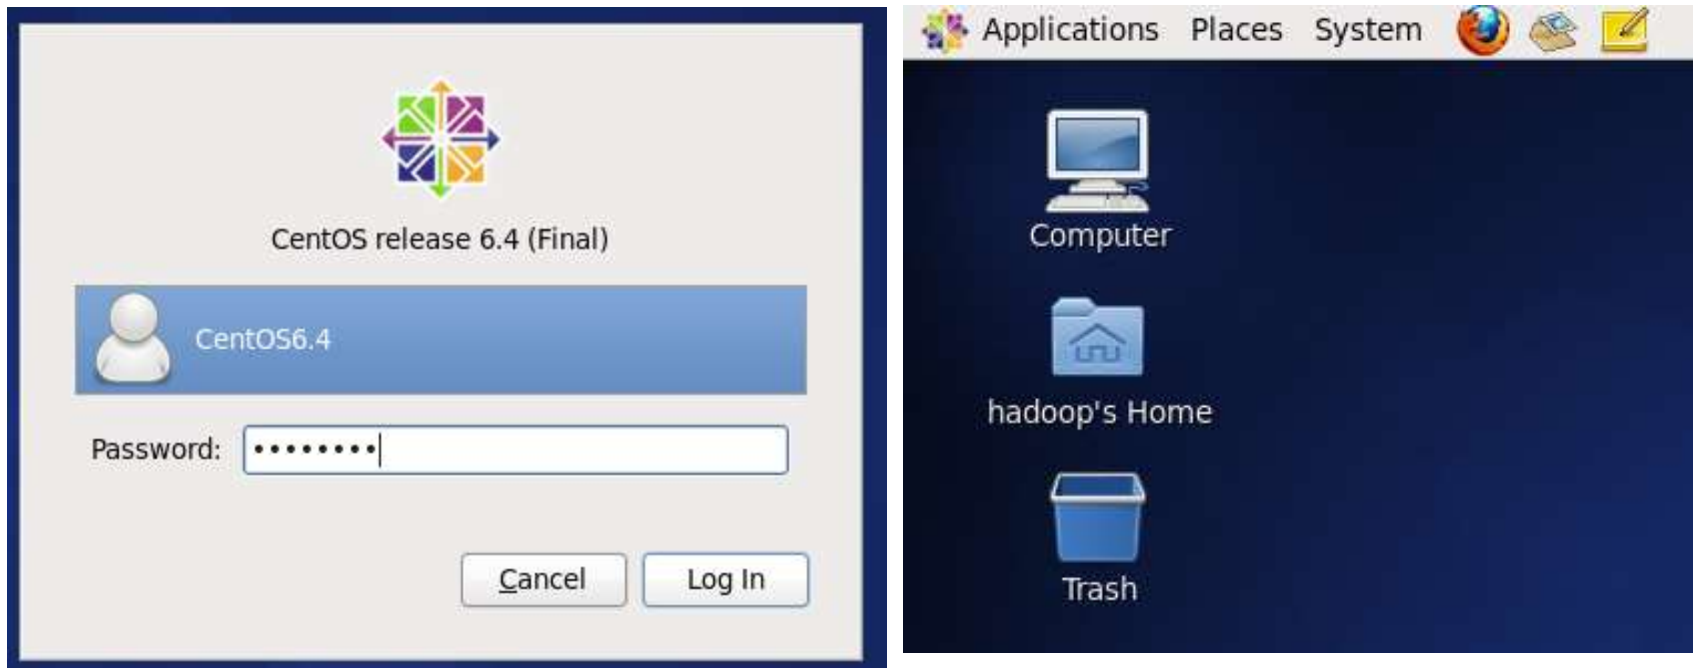 CentOS release 6.4 (Final)
CentOS6.4
Password: ••••••••
Cancel Log In
Applications Places System
Computer
hadoop's Home
Trash